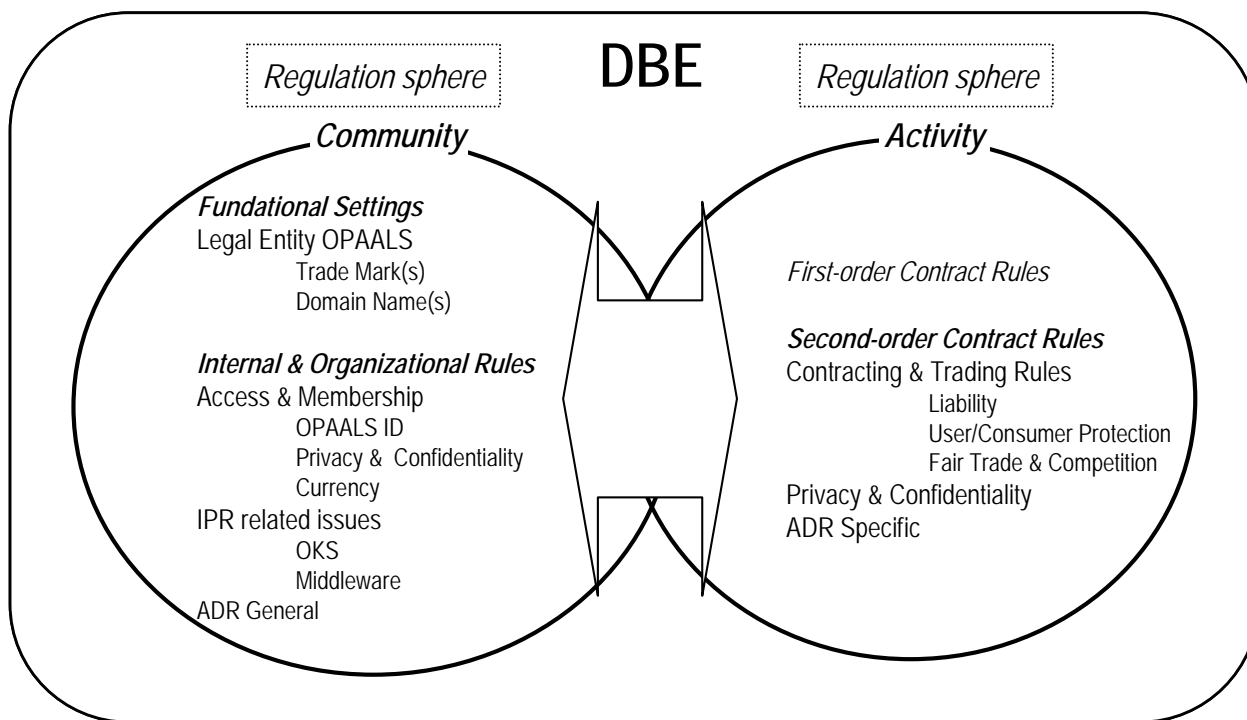 DBE
Regulation sphere
Community
Fundational Settings
Legal Entity OPAALS
Trade Mark(s)
Domain Name(s)
Internal & Organizational Rules
Access & Membership
OPAALS ID
Privacy & Confidentiality
Currency
IPR related issues
OKS
Middleware
ADR General
Regulation sphere
Activity
First-order Contract Rules
Second-order Contract Rules
Contracting & Trading Rules
Liability
User/Consumer Protection
Fair Trade & Competition
Privacy & Confidentiality
ADR Specific